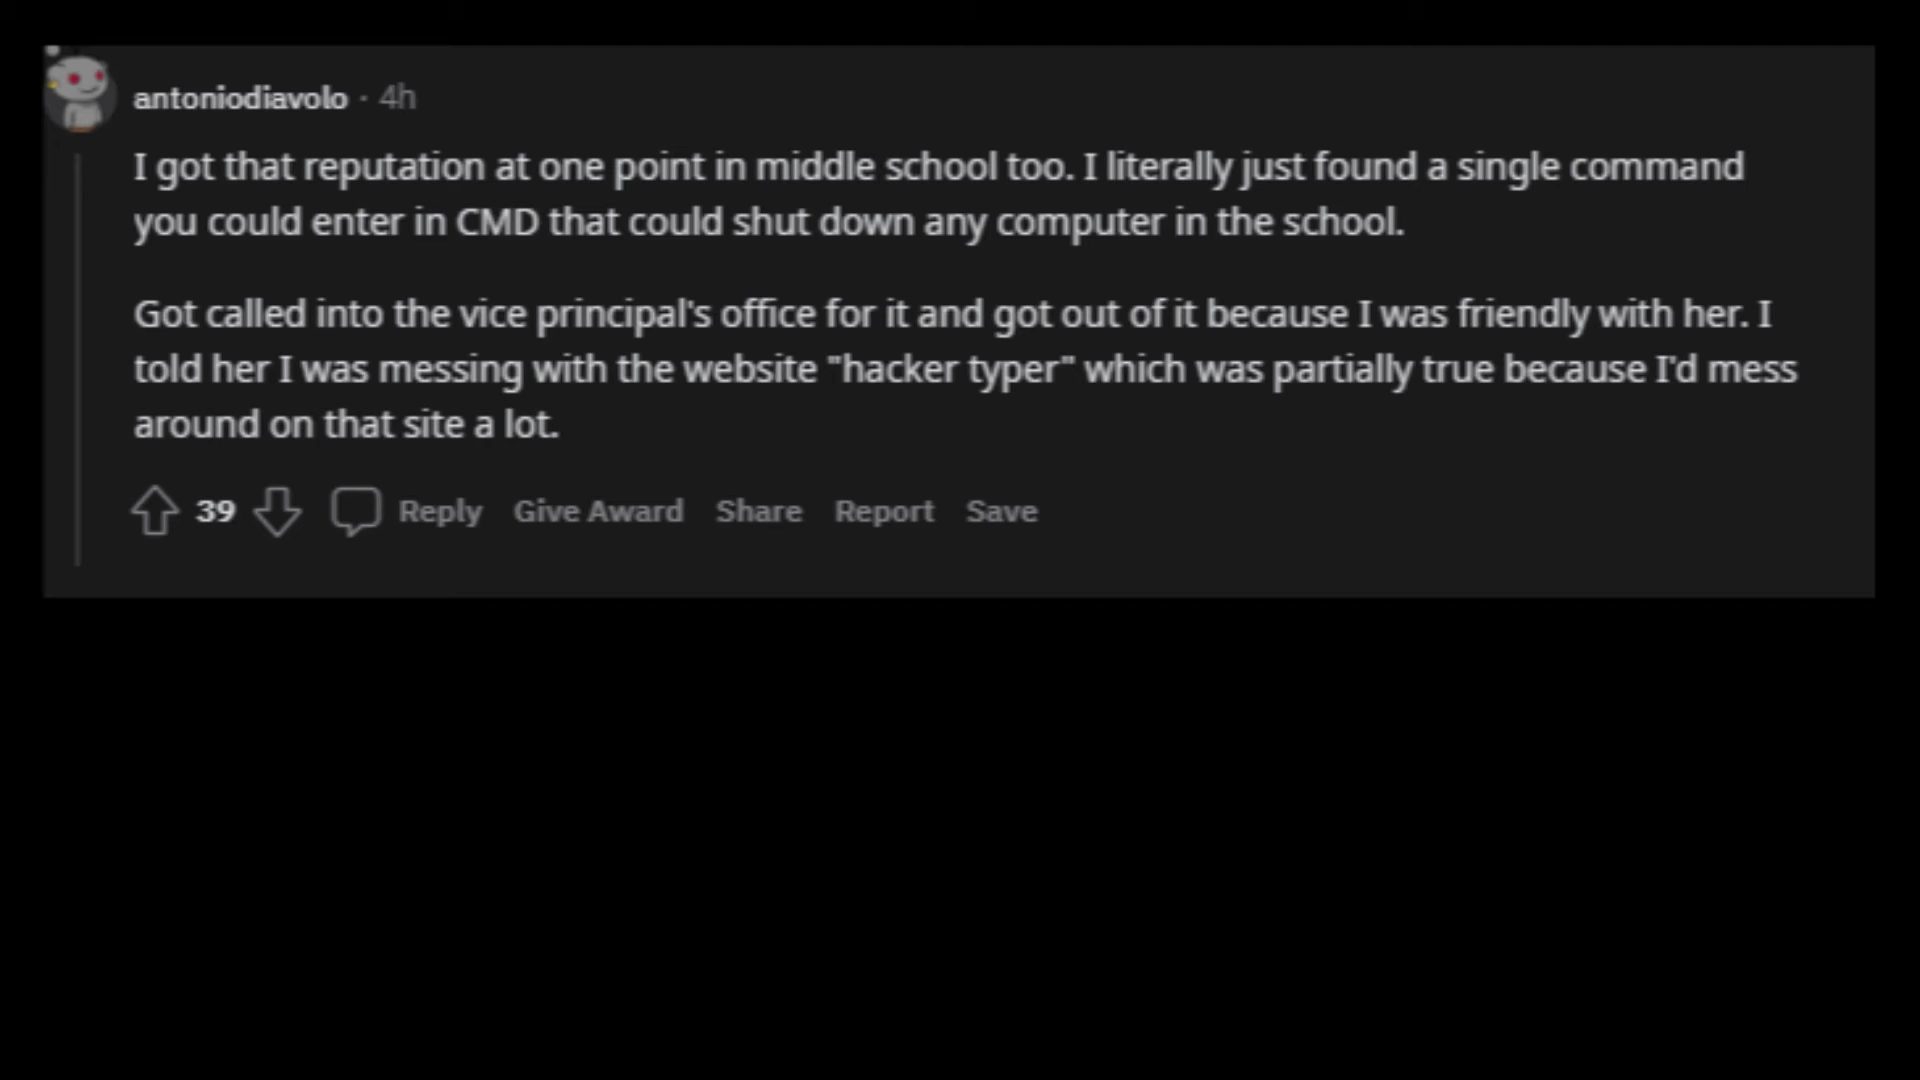 antoniodiavolo · 4h
I got that reputation at one point in middle school too. I literally just found a single command
you could enter in CMD that could shut down any computer in the school.
Got called into the vice principal's office for it and got out of it because I was friendly with her. I
told her I was messing with the website "hacker typer" which was partially true because I'd mess
around on that site a lot.
39 Reply Give Award Share Report Save